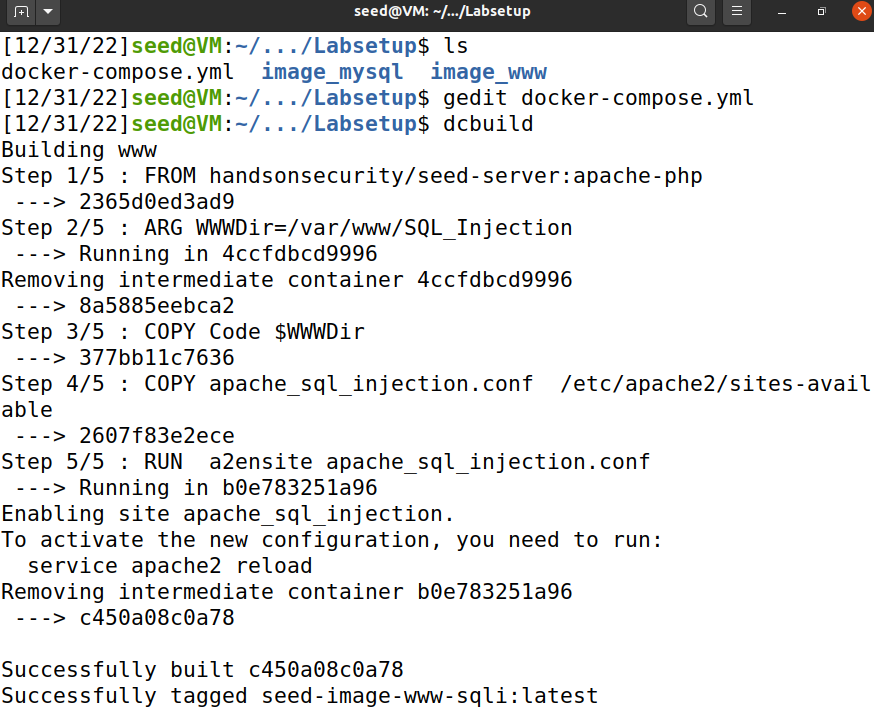 seed@VM: ~/.../Labsetup
[12/31/22]seed@VM:~/.../Labsetup$ ls
docker-compose.yml  image_mysql  image_www
[12/31/22]seed@VM:~/.../Labsetup$ gedit docker-compose.yml
[12/31/22]seed@VM:~/.../Labsetup$ dcbuild
Building www
Step 1/5 : FROM handsonsecurity/seed-server:apache-php
 ---> 2365d0ed3ad9
Step 2/5 : ARG WWWDir=/var/www/SQL_Injection
 ---> Running in 4ccfdbcd9996
Removing intermediate container 4ccfdbcd9996
 ---> 8a5885eebca2
Step 3/5 : COPY Code $WWWDir
 ---> 377bb11c7636
Step 4/5 : COPY apache_sql_injection.conf  /etc/apache2/sites-avail
able
 ---> 2607f83e2ece
Step 5/5 : RUN  a2ensite apache_sql_injection.conf
 ---> Running in b0e783251a96
Enabling site apache_sql_injection.
To activate the new configuration, you need to run:
  service apache2 reload
Removing intermediate container b0e783251a96
 ---> c450a08c0a78
Successfully built c450a08c0a78
Successfully tagged seed-image-www-sqli:latest